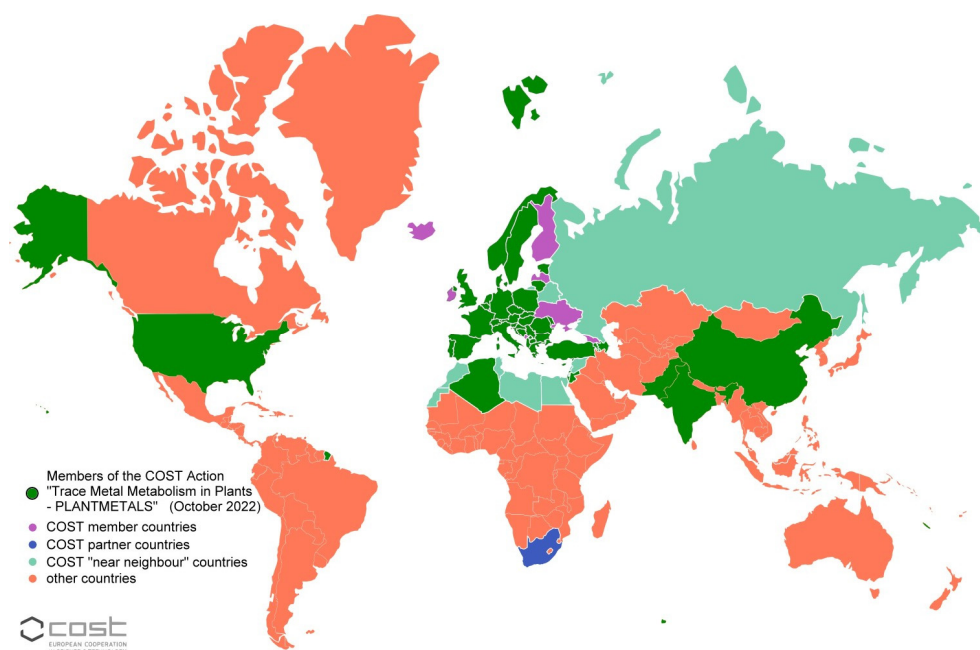 Members of the COST Action
"Trace Metal Metabolism in Plants
- PLANTMETALS" (October 2022)
COST member countries
COST partner countries
COST "near neighbour" countries
other countries
cost
EUROPEAN COOPERATION